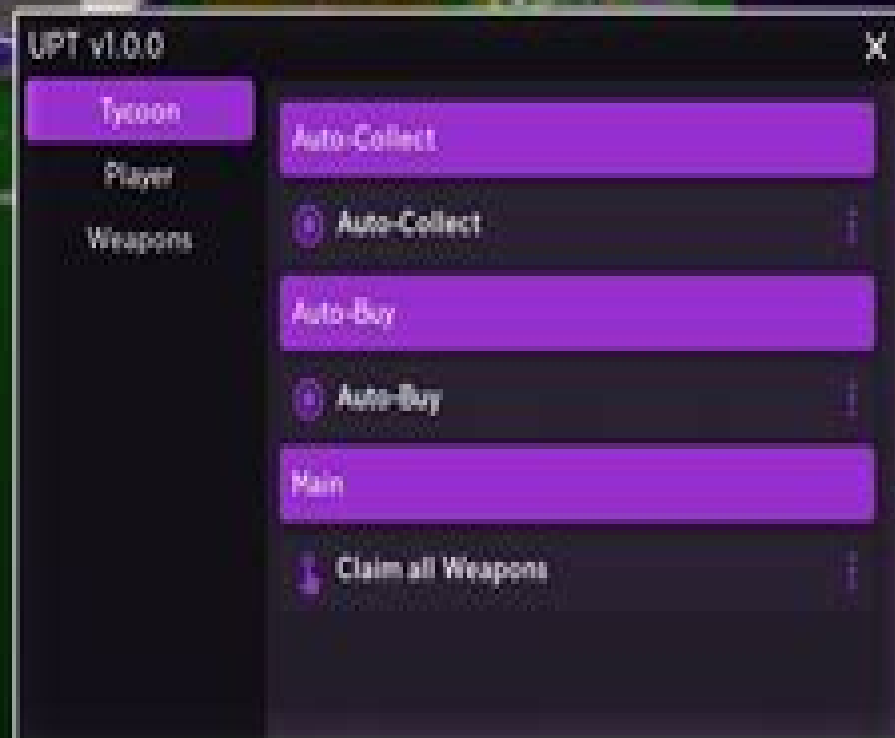 UPT v1.0.0
X
Tycoon
Player
Weapons
Auto-Collect
Auto-Collect
Auto-Buy
Auto-Buy
Main
Claim all Weapons